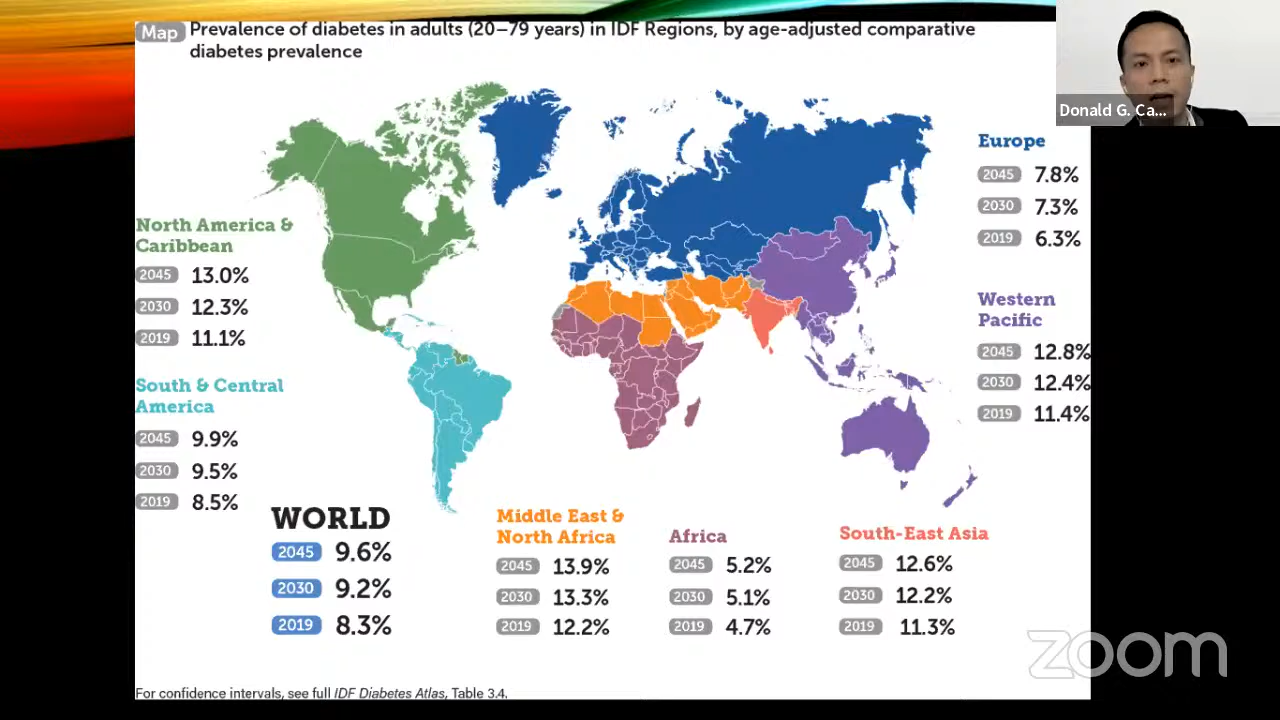 Map Prevalence of diabetes in adults (20–79 years) in IDF Regions, by age-adjusted comparative
diabetes prevalence
Donald G. Ca...
North America &
Caribbean
2045 13.0%
2030 12.3%
2019 11.1%
South & Central
America
2045 9.9%
2030 9.5%
2019 8.5%
WORLD
2045 9.6%
2030 9.2%
2019 8.3%
Middle East &
North Africa
2045 13.9%
2030 13.3%
2019 12.2%
Africa
2045 5.2%
2030 5.1%
2019 4.7%
South-East Asia
2045 12.6%
2030 12.2%
2019 11.3%
Europe
2045 7.8%
2030 7.3%
2019 6.3%
Western
Pacific
2045 12.8%
2030 12.4%
2019 11.4%
For confidence intervals, see full IDF Diabetes Atlas, Table 3.4.
zoom